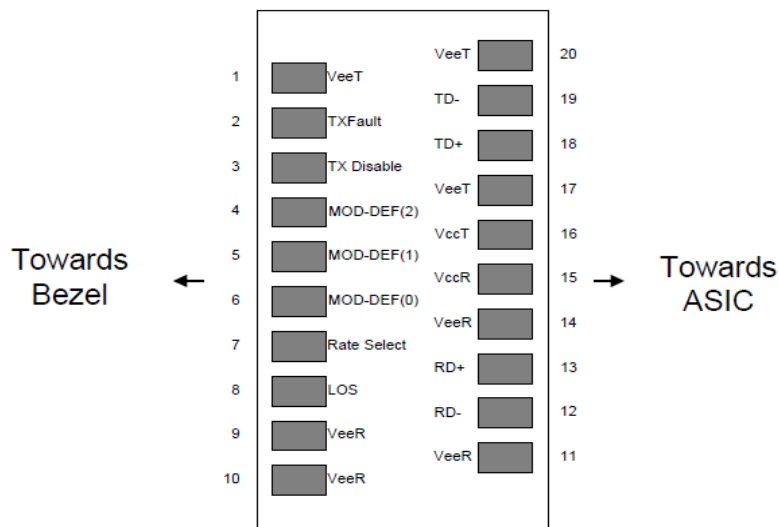 VeeT 20
1 VeeT
TD- 19
2 TXFault
TD+ 18
3 TX Disable
VeeT 17
4 MOD-DEF(2)
VccT 16
5 MOD-DEF(1)
VccR 15
6 MOD-DEF(0)
VeeR 14
7 Rate Select
RD+ 13
8 LOS
RD- 12
9 VeeR
VeeR 11
10 VeeR
Towards
Bezel
Towards
ASIC